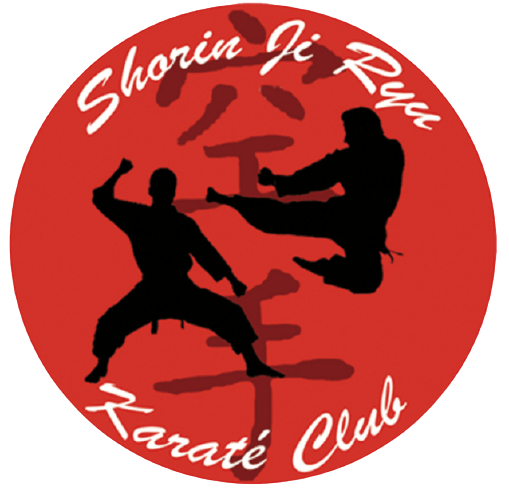 Shorin Ji Ryu
空
手
Karaté Club